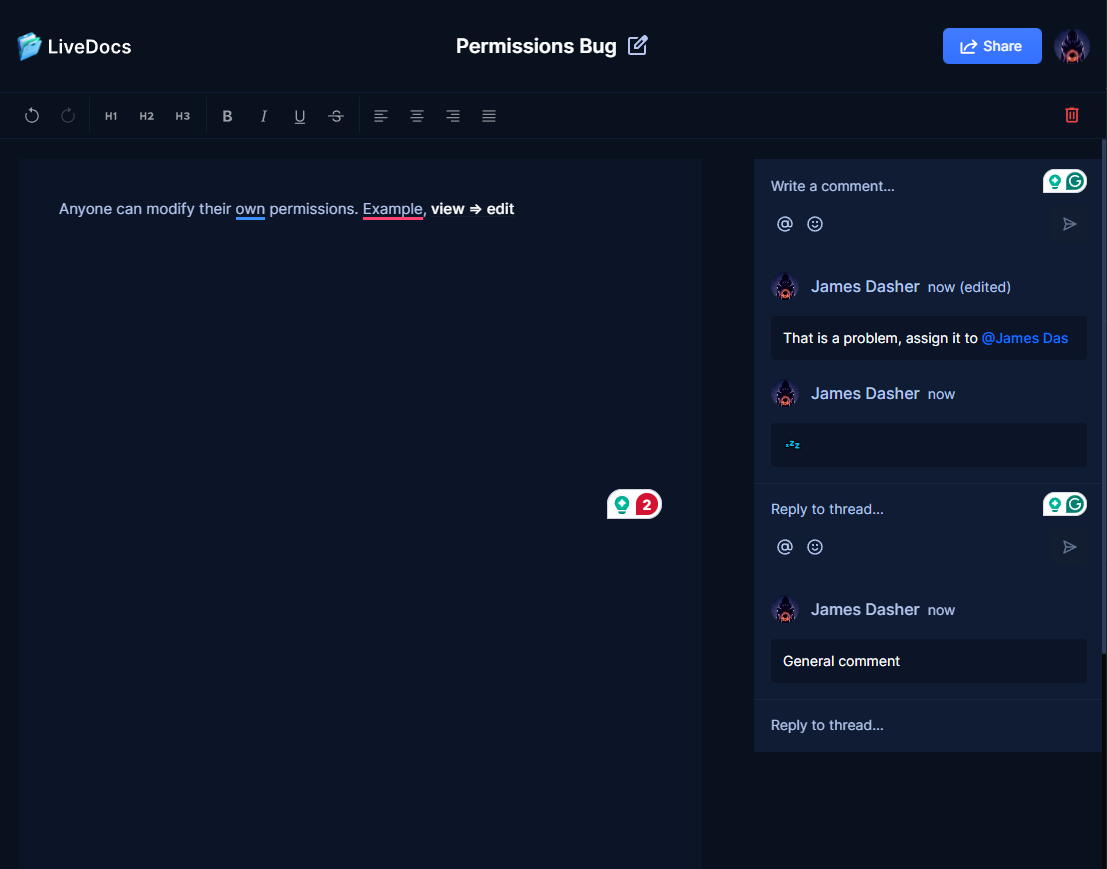 LiveDocs
Permissions Bug
Share
H1 H2 H3 B I U S
Anyone can modify their own permissions. Example, view => edit
2
Write a comment...
@
James Dasher now (edited)
That is a problem, assign it to @James Das
James Dasher now
💤
Reply to thread...
@
James Dasher now
General comment
Reply to thread...